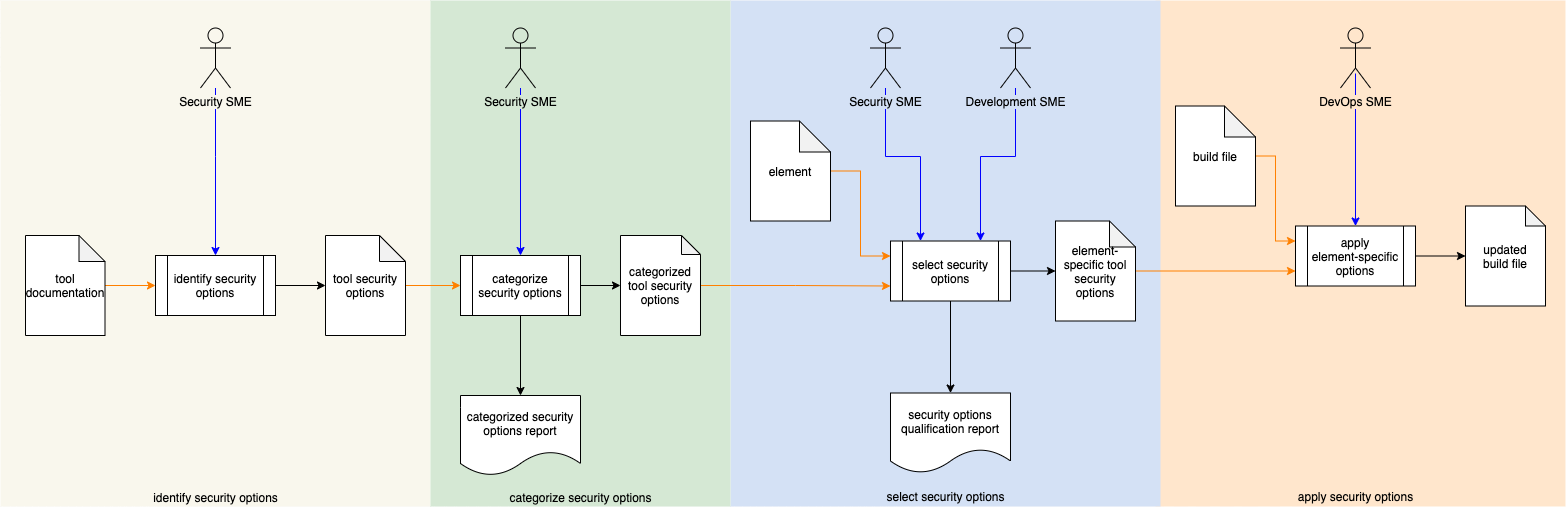 Security SME
tool
documentation
identify security
options
tool security
options
identify security options
Security SME
categorize
security options
categorized
tool security
options
categorized security
options report
categorize security options
Security SME
Development SME
element
select security
options
element-
specific tool
security
options
security options
qualification report
select security options
DevOps SME
build file
apply
element-specific
options
updated
build file
apply security options